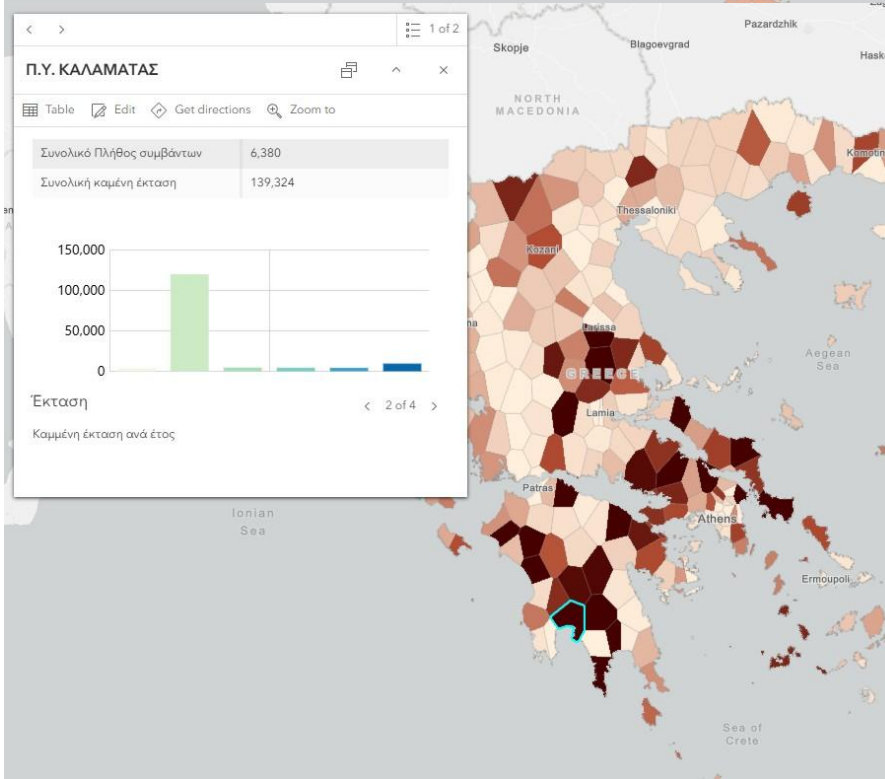 1 of 2
Π.Υ. ΚΑΛΑΜΑΤΑΣ
Table Edit Get directions Zoom to
Συνολικό Πλήθος συμβάντων 6,380
Συνολική καμένη έκταση 139,324
150,000
100,000
50,000
0
Έκταση
2 of 4
Καμμένη έκταση ανά έτος
Pazardzhik
Skopje
Blagoevgrad
NORTH
MACEDONIA
Thessaloniki
Kozani
Larissa
GREECE
Aegean
Sea
Lamia
Patras
Ionian
Sea
Athens
Ermoupoli
Sea of
Crete